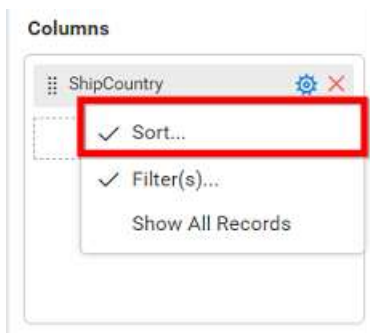 Columns
ShipCountry
Sort...
Filter(s)...
Show All Records